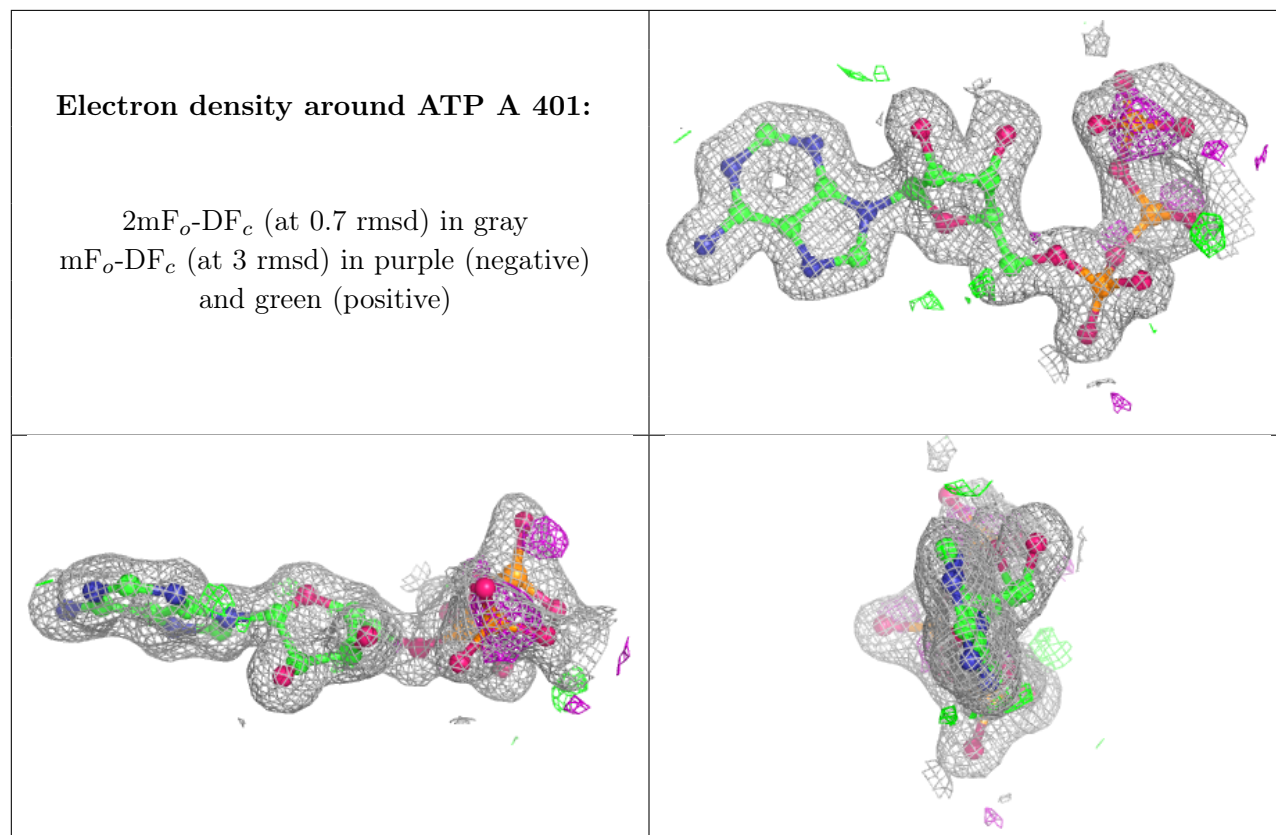 Electron density around ATP A 401:
2mFo-DFc (at 0.7 rmsd) in gray
mFo-DFc (at 3 rmsd) in purple (negative)
and green (positive)